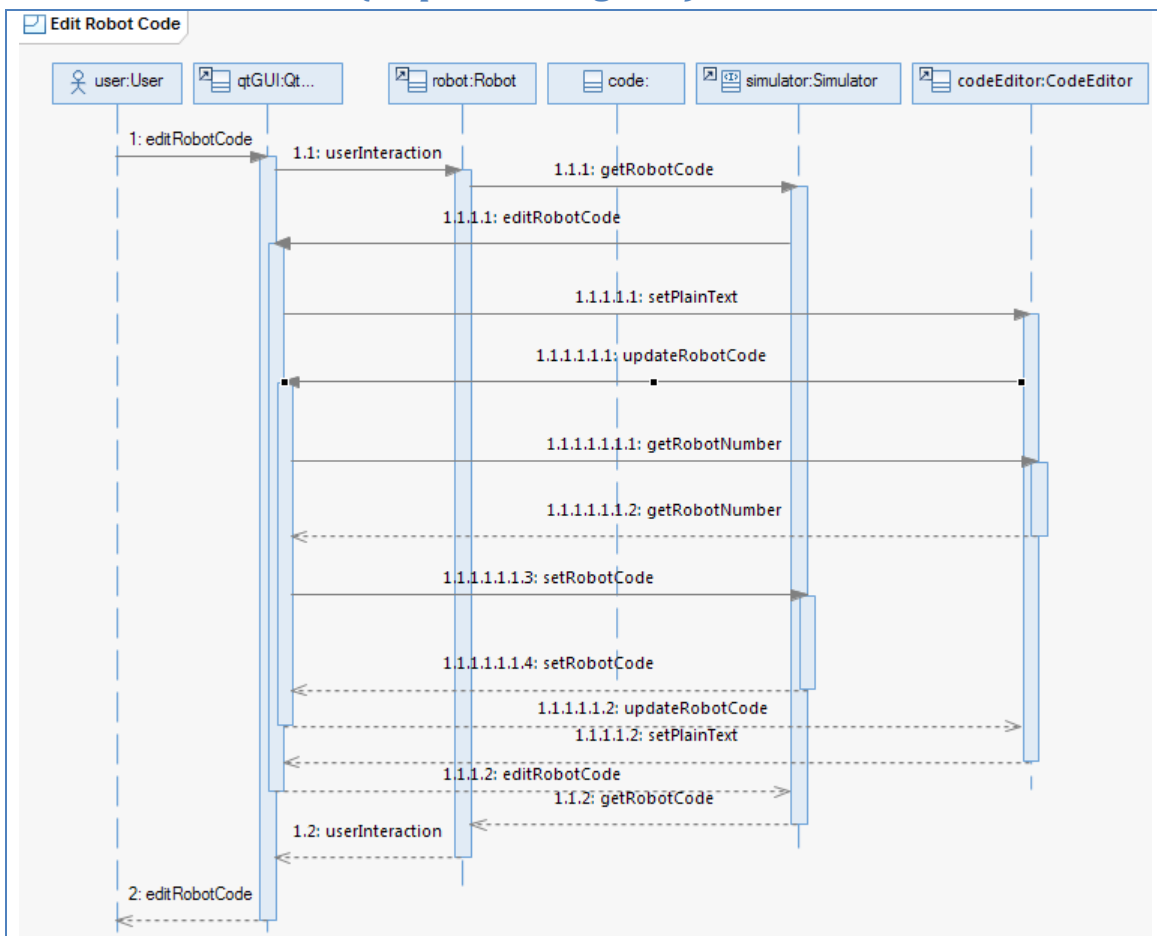 Edit Robot Code
user:User
qtGUI:Qt...
robot:Robot
code:
simulator:Simulator
codeEditor:CodeEditor
1: editRobotCode
1.1: userInteraction
1.1.1: getRobotCode
1.1.1.1: editRobotCode
1.1.1.1.1: setPlainText
1.1.1.1.1.1: updateRobotCode
1.1.1.1.1.1.1: getRobotNumber
1.1.1.1.1.1.2: getRobotNumber
1.1.1.1.1.1.3: setRobotCode
1.1.1.1.1.1.4: setRobotCode
1.1.1.1.1.2: updateRobotCode
1.1.1.1.2: setPlainText
1.1.1.2: editRobotCode
1.1.2: getRobotCode
1.2: userInteraction
2: editRobotCode